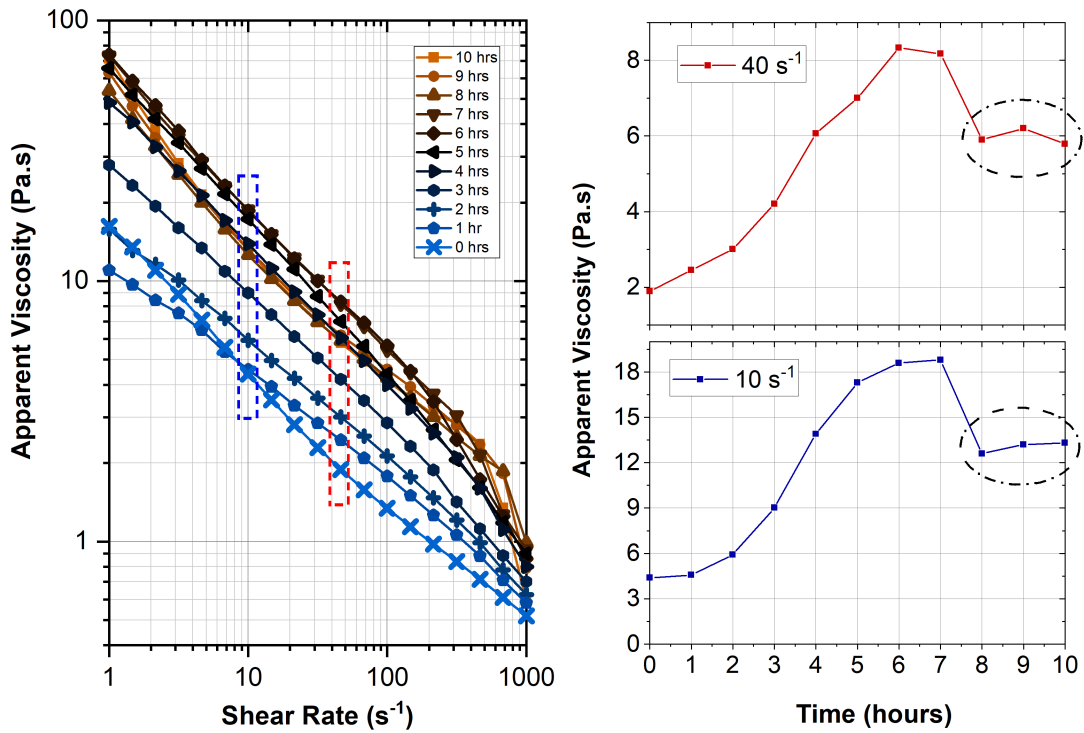 100
10
1
Apparent Viscosity (Pa.s)
10 hrs
9 hrs
8 hrs
7 hrs
6 hrs
5 hrs
4 hrs
3 hrs
2 hrs
1 hr
0 hrs
1 10 100 1000
Shear Rate (s⁻¹)
8
6
4
2
40 s⁻¹
Apparent Viscosity (Pa.s)
18
15
12
9
6
3
0
10 s⁻¹
0 1 2 3 4 5 6 7 8 9 10
Time (hours)